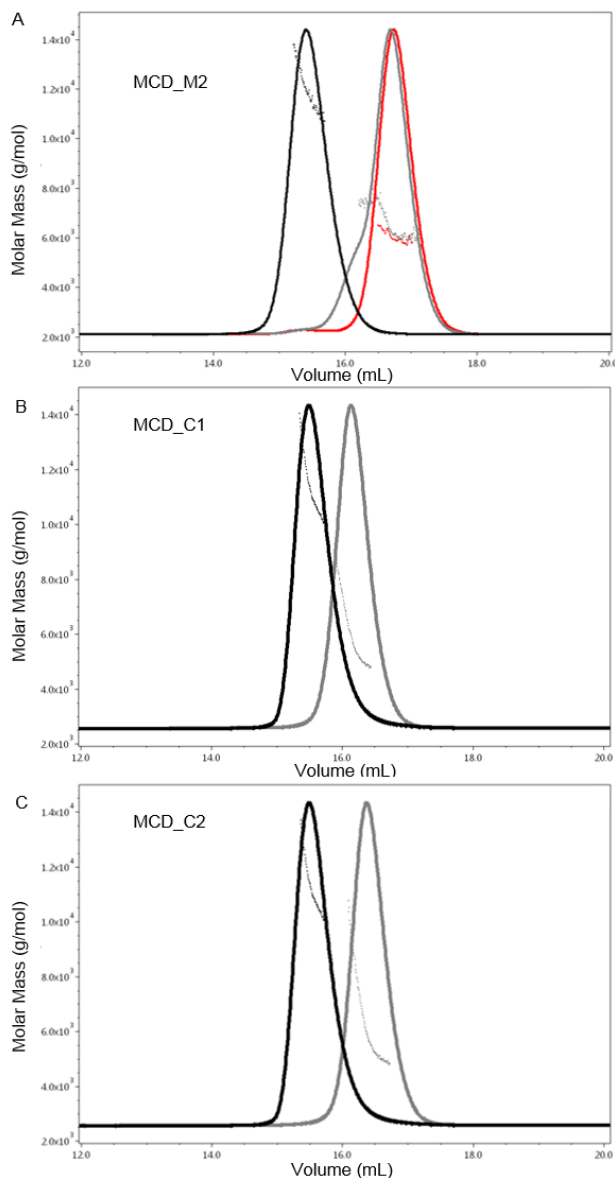 A
MCD_M2
Molar Mass (g/mol)
1.4x10⁴
1.2x10⁴
1.0x10⁴
8.0x10³
6.0x10³
4.0x10³
2.0x10³
12.0 14.0 16.0 18.0 20.0
Volume (mL)
B
MCD_C1
Molar Mass (g/mol)
1.4x10⁴
1.2x10⁴
1.0x10⁴
8.0x10³
6.0x10³
4.0x10³
2.0x10³
12.0 14.0 16.0 18.0 20.0
Volume (mL)
C
MCD_C2
Molar Mass (g/mol)
1.4x10⁴
1.2x10⁴
1.0x10⁴
8.0x10³
6.0x10³
4.0x10³
2.0x10³
12.0 14.0 16.0 18.0 20.0
Volume (mL)